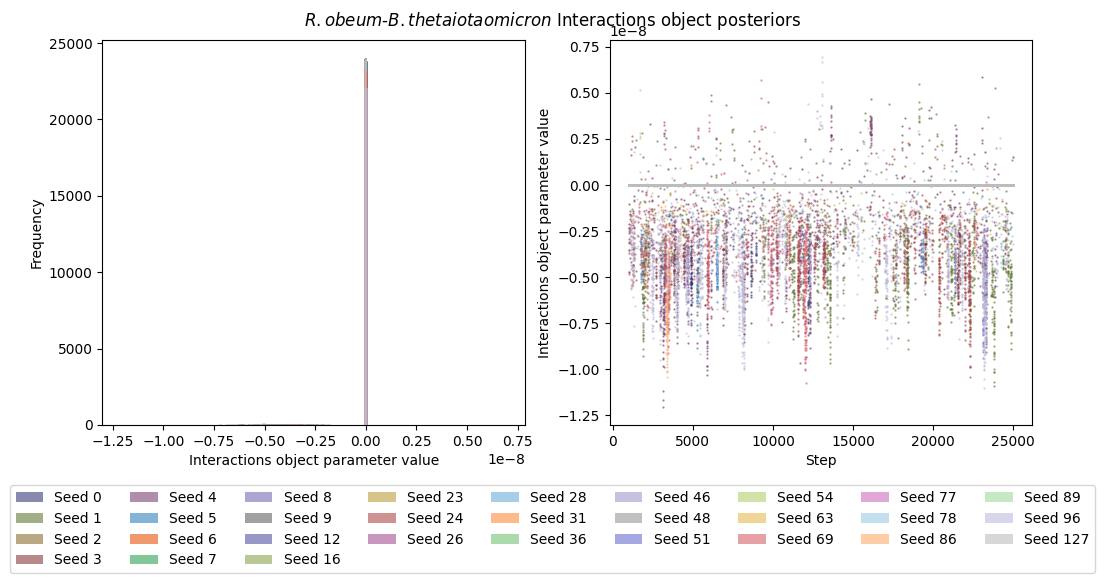 R.obeum-B.thetaiotaomicron Interactions object posteriors
25000
20000
15000
10000
5000
0
Frequency
−1.25 −1.00 −0.75 −0.50 −0.25 0.00 0.25 0.50 0.75
1e−8
Interactions object parameter value
1e−8
0.75
0.50
0.25
0.00
−0.25
−0.50
−0.75
−1.00
−1.25
Interactions object parameter value
0 5000 10000 15000 20000 25000
Step
Seed 0 Seed 4 Seed 8 Seed 23 Seed 28 Seed 46 Seed 54 Seed 77 Seed 89
Seed 1 Seed 5 Seed 9 Seed 24 Seed 31 Seed 48 Seed 63 Seed 78 Seed 96
Seed 2 Seed 6 Seed 12 Seed 26 Seed 36 Seed 51 Seed 69 Seed 86 Seed 127
Seed 3 Seed 7 Seed 16